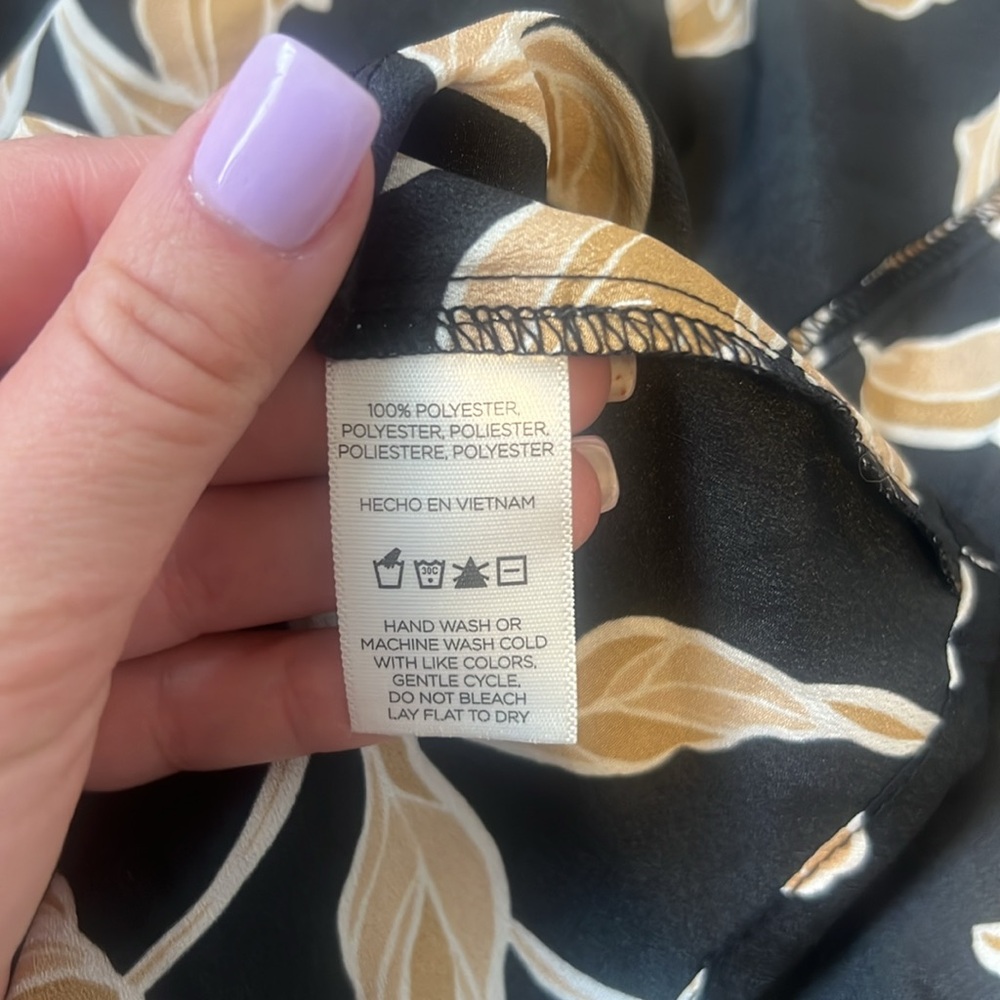 100% POLYESTER,
POLYESTER, POLIESTER,
POLIESTERE, POLYESTER
HECHO EN VIETNAM
30C
HAND WASH OR
MACHINE WASH COLD
WITH LIKE COLORS,
GENTLE CYCLE,
DO NOT BLEACH
LAY FLAT TO DRY